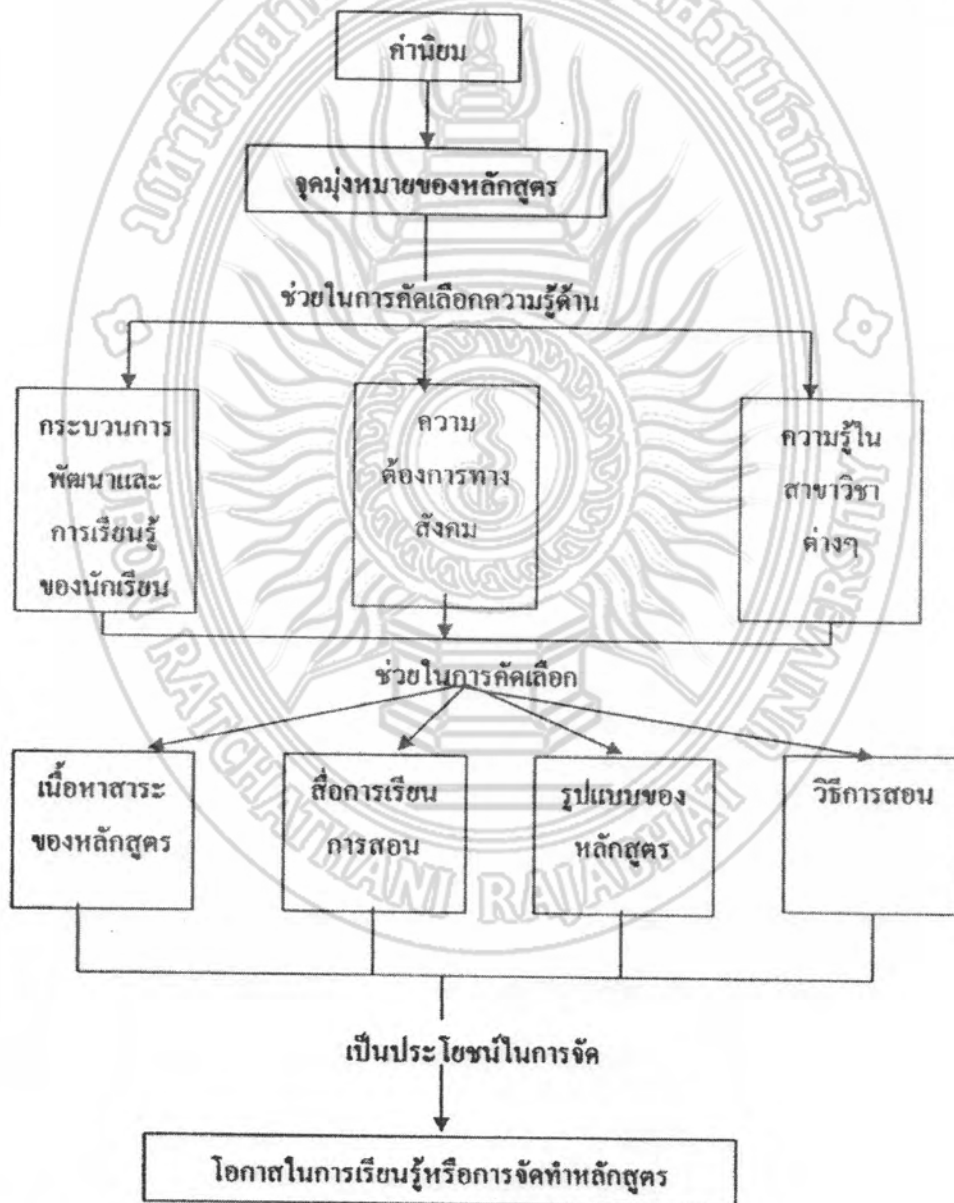 ค่านิยม
จุดมุ่งหมายของหลักสูตร
ช่วยในการคัดเลือกความรู้ด้าน
กระบวนการ
พัฒนาและ
การเรียนรู้
ของนักเรียน
ความ
ต้องการทาง
สังคม
ความรู้ใน
สาขาวิชา
ต่างๆ
ช่วยในการคัดเลือก
เนื้อหาสาระ
ของหลักสูตร
สื่อการเรียน
การสอน
รูปแบบของ
หลักสูตร
วิธีการสอน
เป็นประโยชน์ในการจัด
โอกาสในการเรียนรู้หรือการจัดทำหลักสูตร
RATCHATHANI RAJABHAT UNIVERSITY